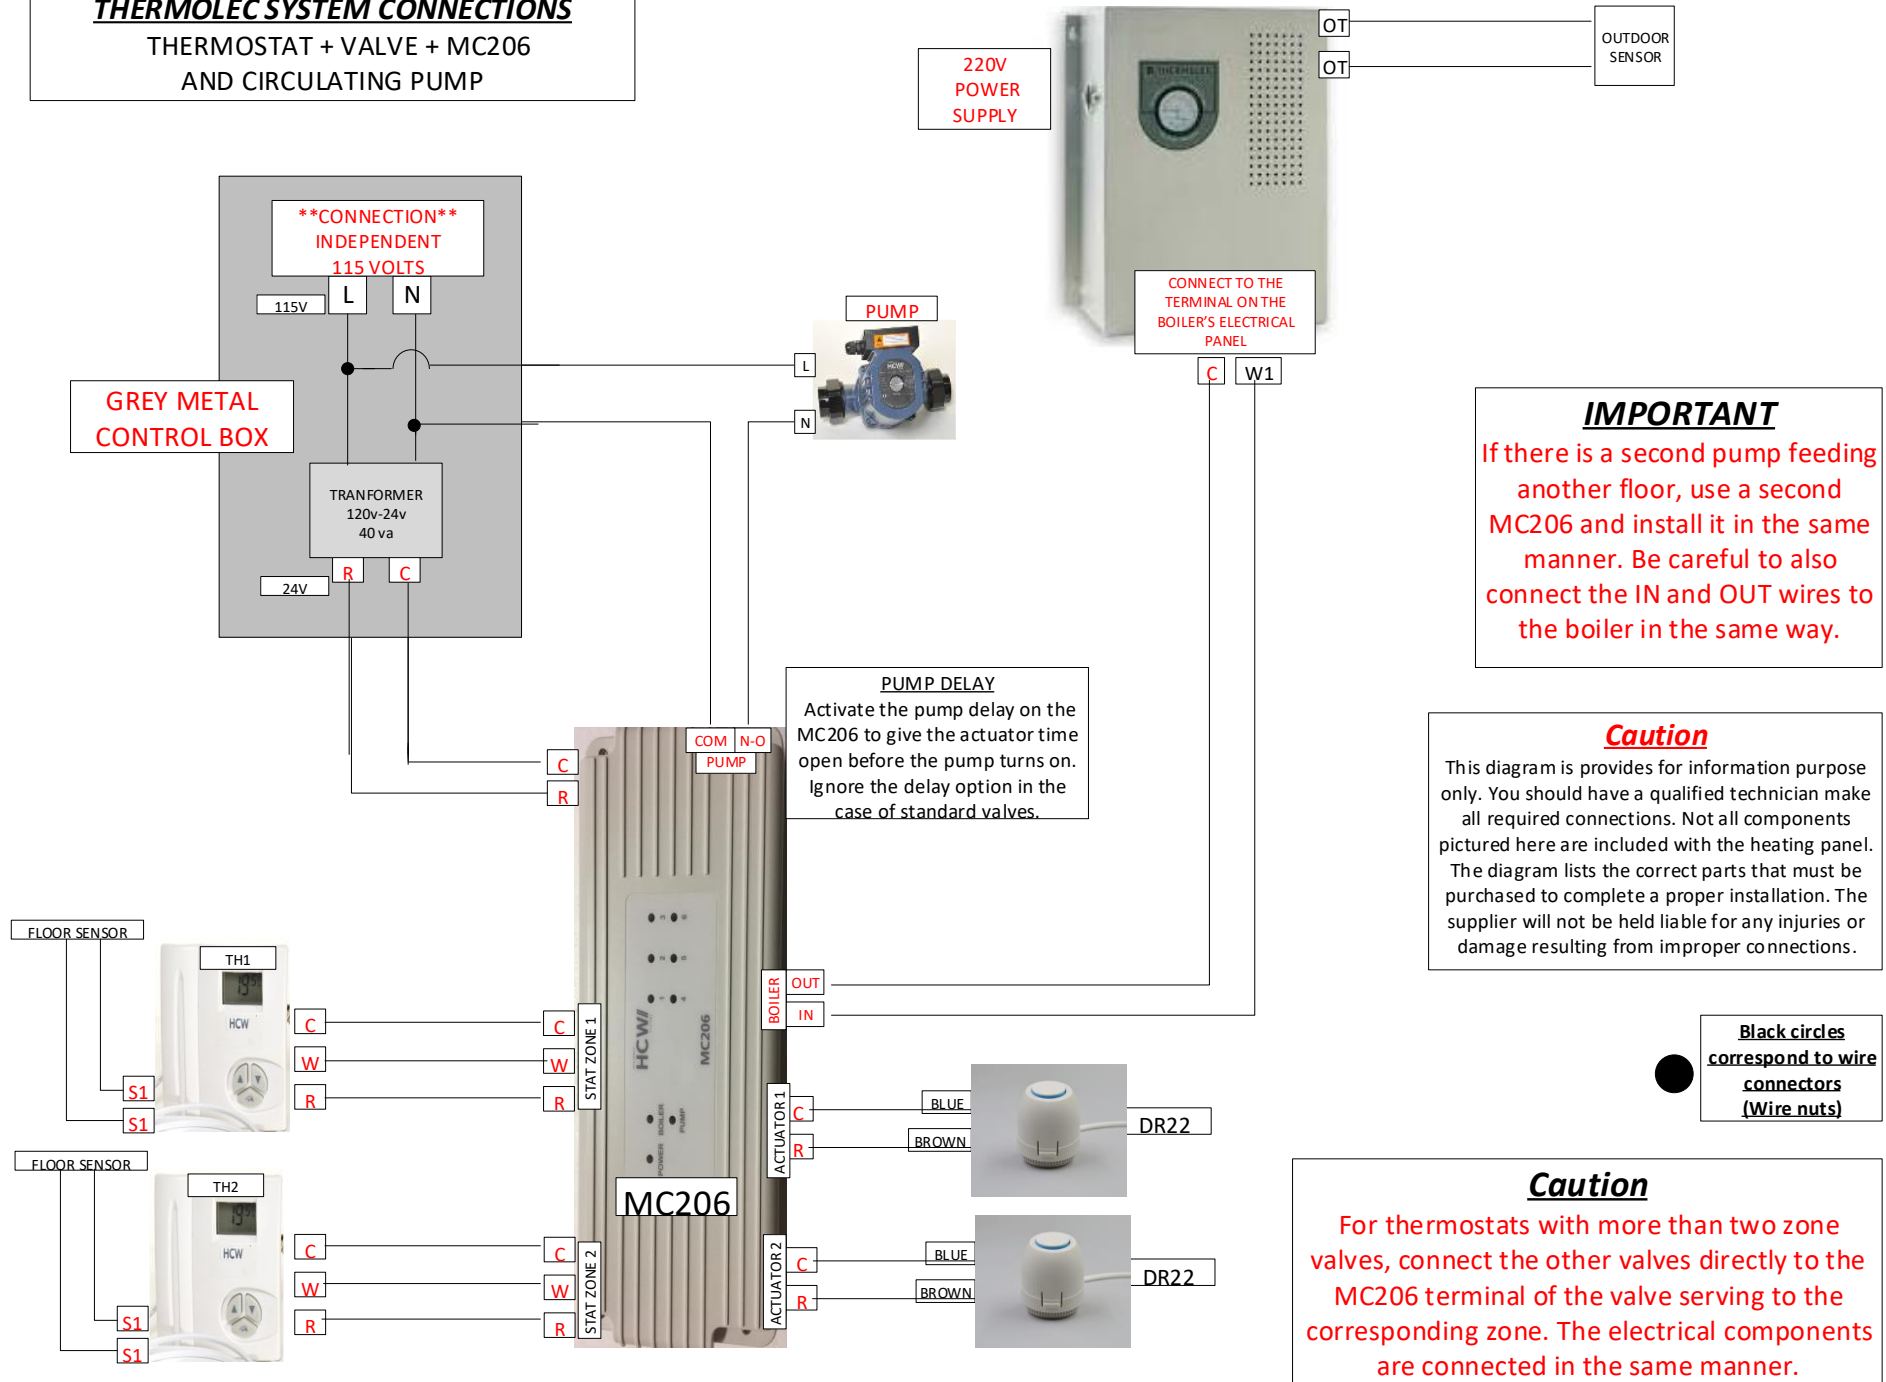 THERMOLEC SYSTEM CONNECTIONS
THERMOSTAT + VALVE + MC206
AND CIRCULATING PUMP
220V
POWER
SUPPLY
THERMOLEC
OT
OT
OUTDOOR
SENSOR
**CONNECTION**
INDEPENDENT
115 VOLTS
115V
L
N
GREY METAL
CONTROL BOX
TRANFORMER
120v-24v
40 va
R
C
24V
PUMP
L
N
HCW
CONNECT TO THE
TERMINAL ON THE
BOILER'S ELECTRICAL
PANEL
C
W1
IMPORTANT
If there is a second pump feeding
another floor, use a second
MC206 and install it in the same
manner. Be careful to also
connect the IN and OUT wires to
the boiler in the same way.
PUMP DELAY
Activate the pump delay on the
MC206 to give the actuator time
open before the pump turns on.
Ignore the delay option in the
case of standard valves.
COM
N-O
PUMP
C
R
Caution
This diagram is provides for information purpose
only. You should have a qualified technician make
all required connections. Not all components
pictured here are included with the heating panel.
The diagram lists the correct parts that must be
purchased to complete a proper installation. The
supplier will not be held liable for any injuries or
damage resulting from improper connections.
FLOOR SENSOR
TH1
19.5
HCW
S1
S1
C
W
R
C
W
R
STAT ZONE 1
HCW
MC206
POWER
BOILER
PUMP
BOILER
OUT
IN
ACTUATOR 1
C
R
BLUE
BROWN
DR22
Black circles
correspond to wire
connectors
(Wire nuts)
FLOOR SENSOR
TH2
19.5
HCW
S1
S1
C
W
R
C
W
R
STAT ZONE 2
MC206
ACTUATOR 2
C
R
BLUE
BROWN
DR22
Caution
For thermostats with more than two zone
valves, connect the other valves directly to the
MC206 terminal of the valve serving to the
corresponding zone. The electrical components
are connected in the same manner.